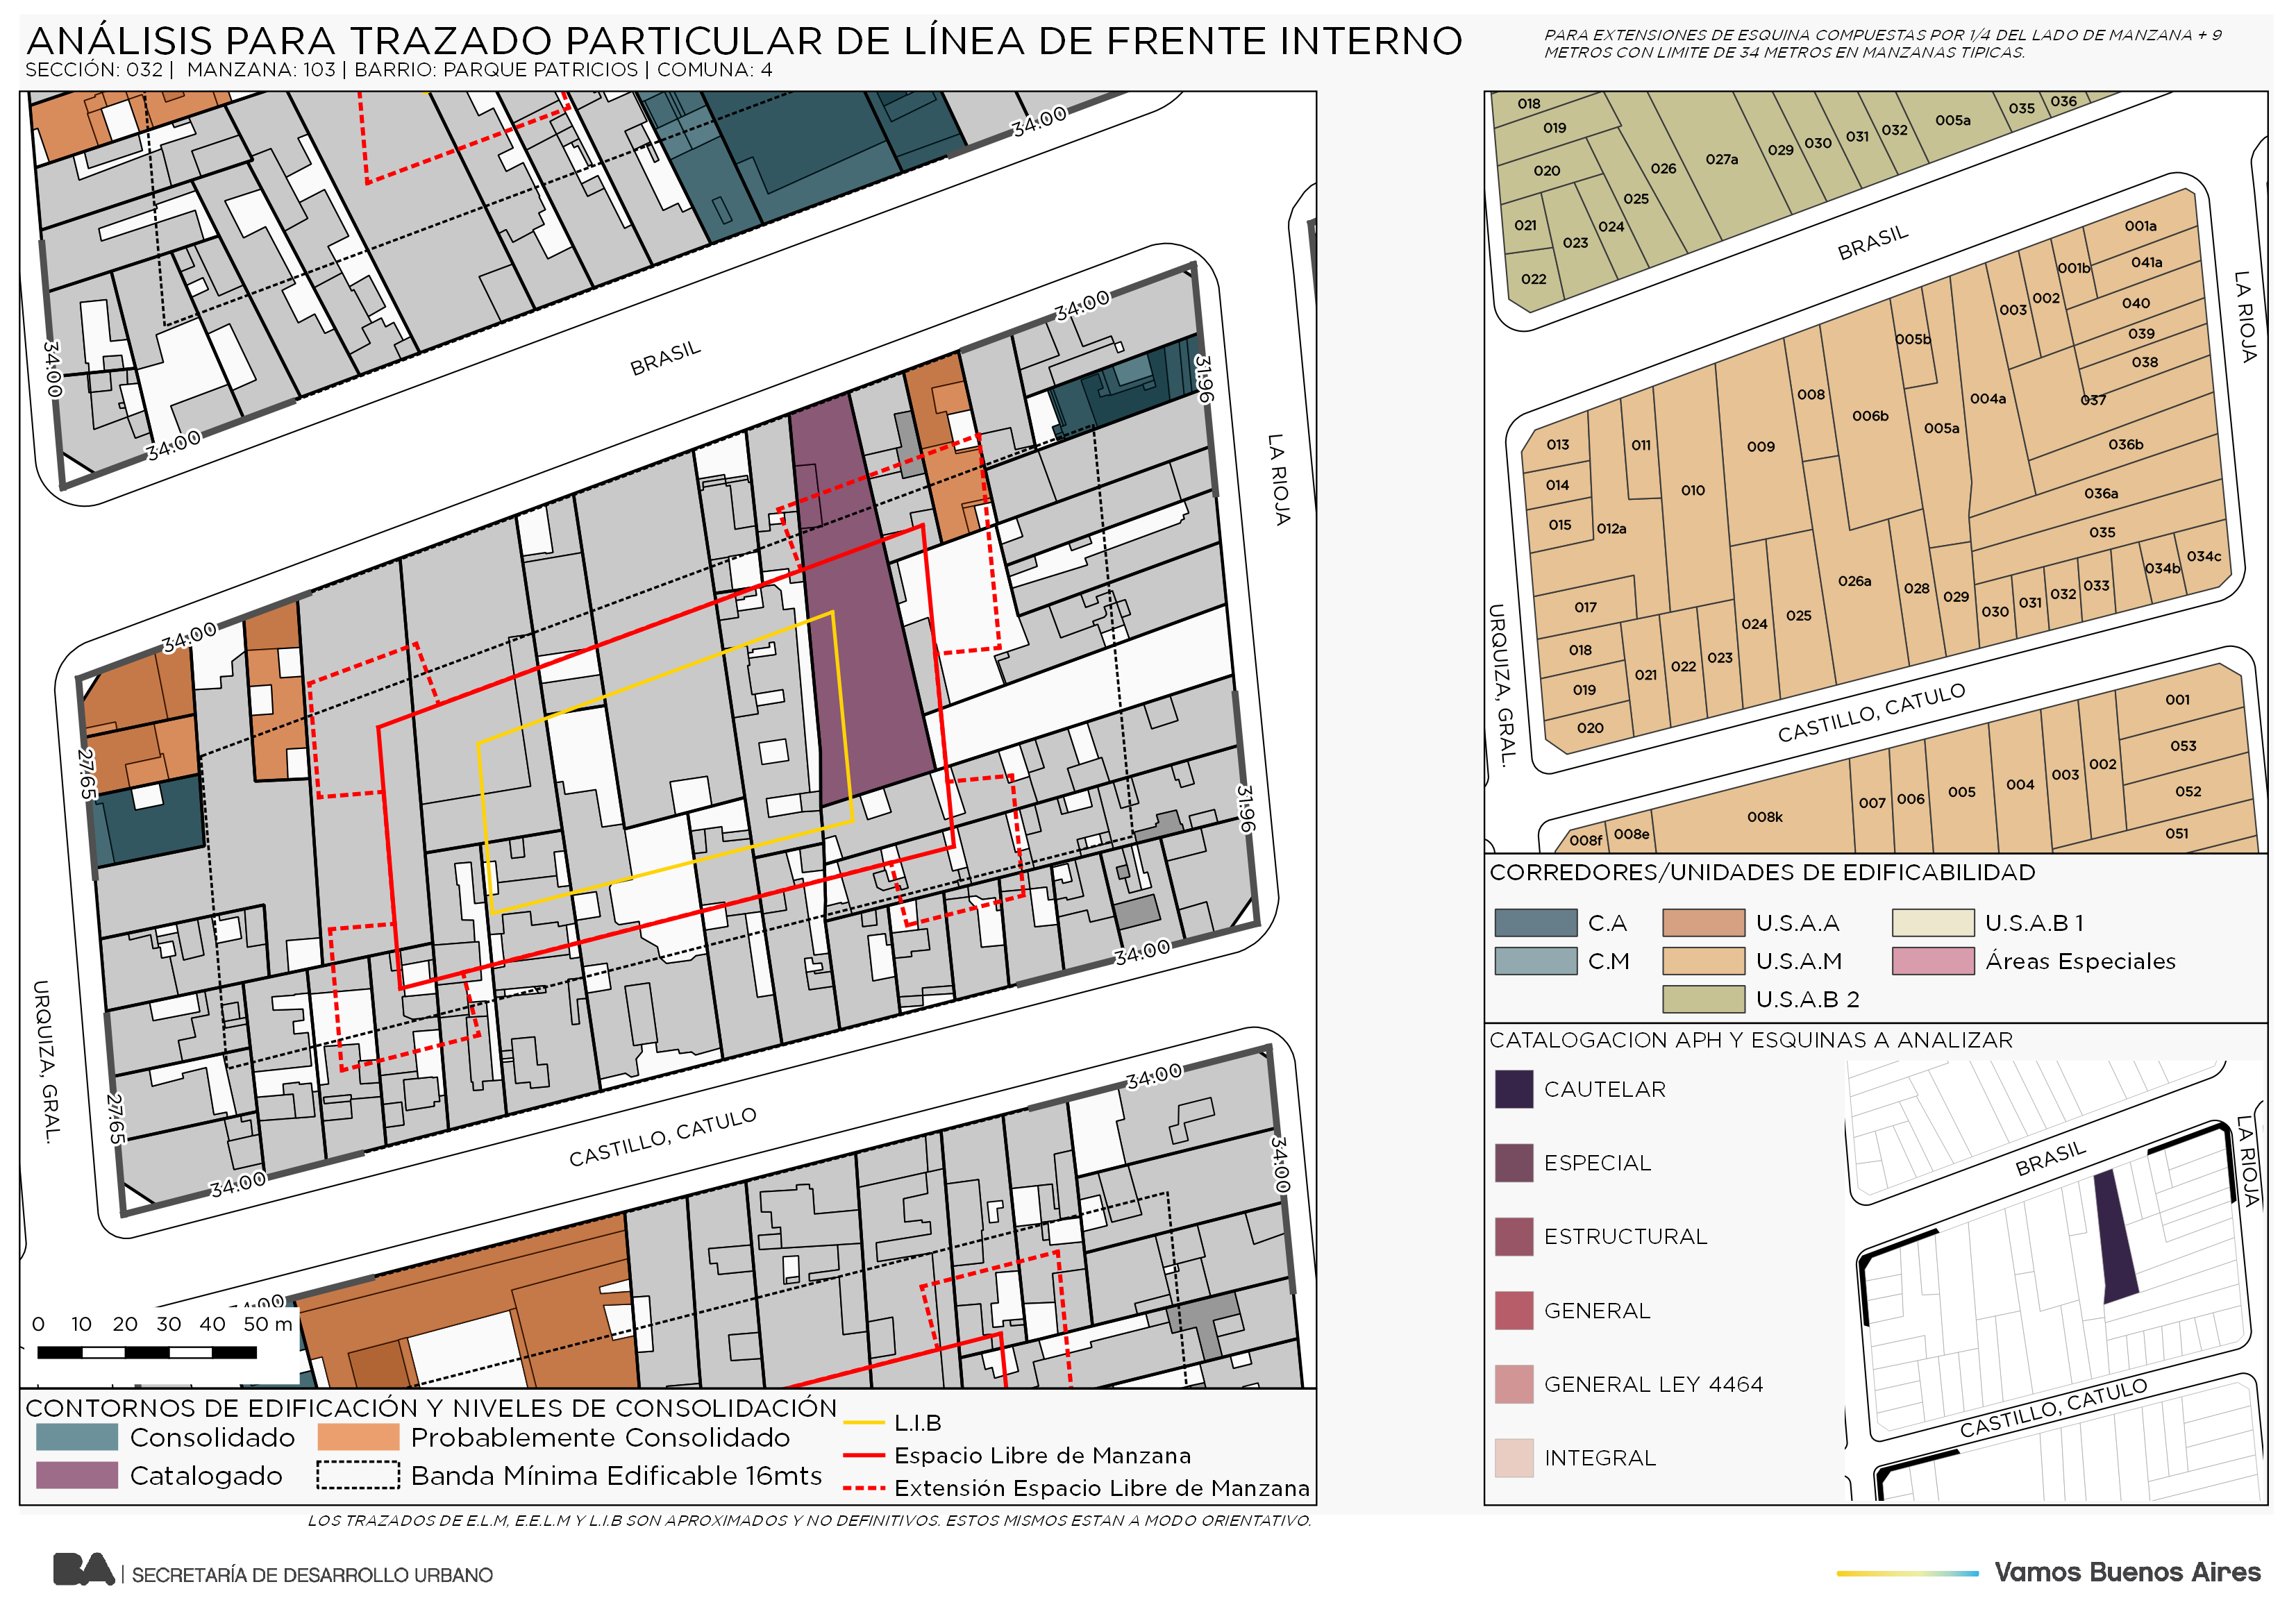 ANÁLISIS PARA TRAZADO PARTICULAR DE LÍNEA DE FRENTE INTERNO
SECCIÓN: 032 | MANZANA: 103 | BARRIO: PARQUE PATRICIOS | COMUNA: 4
PARA EXTENSIONES DE ESQUINA COMPUESTAS POR 1/4 DEL LADO DE MANZANA + 9
METROS CON LIMITE DE 34 METROS EN MANZANAS TIPICAS.
34:00
34:00
34:00
BRASIL
34:00
31.96
LA RIOJA
34:00
27.65
31.96
34:00
URQUIZA, GRAL.
27.65
34:00
CASTILLO, CATULO
34:00
34:00
0 10 20 30 40 50 m
CONTORNOS DE EDIFICACIÓN Y NIVELES DE CONSOLIDACIÓN
Consolidado
Probablemente Consolidado
Catalogado
Banda Mínima Edificable 16mts
L.I.B
Espacio Libre de Manzana
Extensión Espacio Libre de Manzana
LOS TRAZADOS DE E.L.M, E.E.L.M Y L.I.B SON APROXIMADOS Y NO DEFINITIVOS. ESTOS MISMOS ESTAN A MODO ORIENTATIVO.
018
019
020
021
022
023
024
025
026
027a
029
030
031
032
005a
035
036
BRASIL
LA RIOJA
001a
041a
001b
040
002
003
039
038
037
005b
004a
008
006b
005a
036b
009
011
013
014
010
015
012a
036a
035
034c
034b
033
032
031
030
029
028
026a
017
025
024
018
023
022
021
019
020
URQUIZA, GRAL.
CASTILLO, CATULO
001
053
002
003
052
004
005
006
007
051
008k
008e
008f
CORREDORES/UNIDADES DE EDIFICABILIDAD
C.A
U.S.A.A
U.S.A.B 1
C.M
U.S.A.M
Áreas Especiales
U.S.A.B 2
CATALOGACION APH Y ESQUINAS A ANALIZAR
CAUTELAR
ESPECIAL
ESTRUCTURAL
GENERAL
GENERAL LEY 4464
INTEGRAL
BRASIL
LA RIOJA
CASTILLO, CATULO
BA | SECRETARÍA DE DESARROLLO URBANO
Vamos Buenos Aires